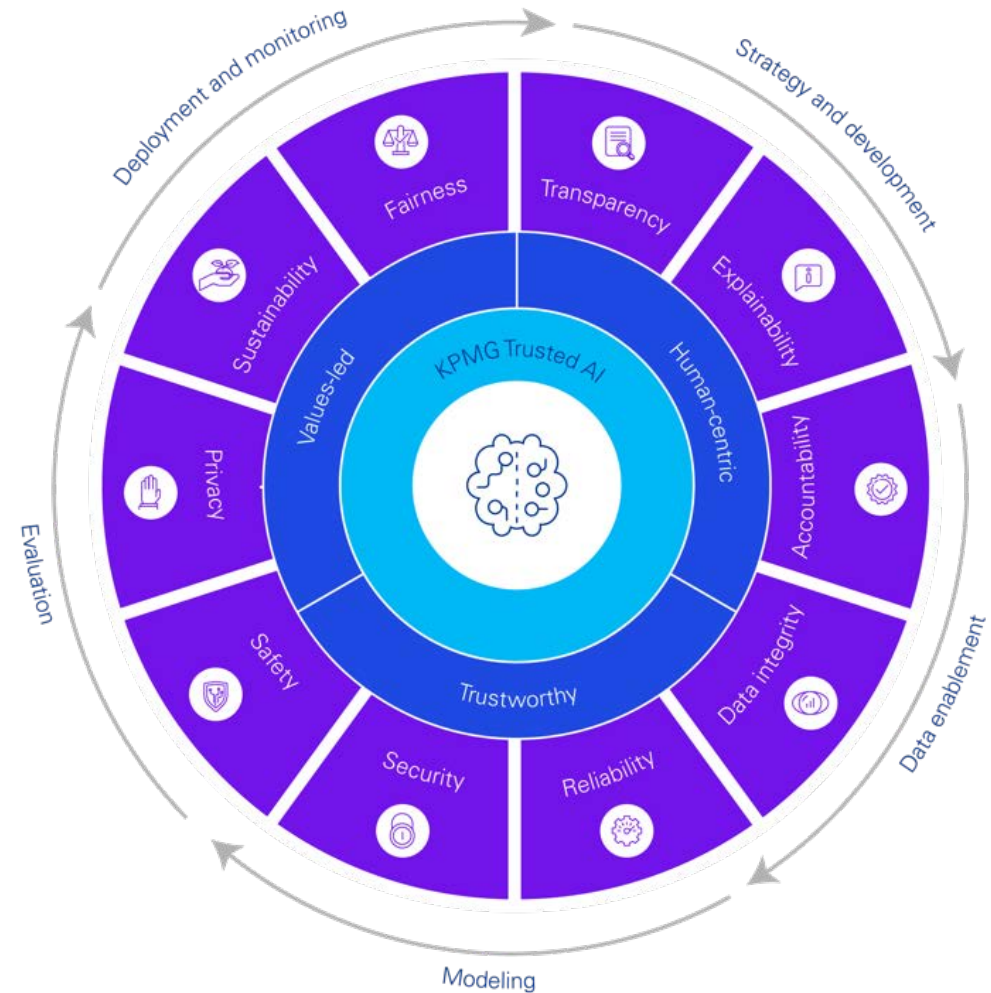 Deployment and monitoring
Strategy and development
Data enablement
Modeling
Evaluation
Fairness
Transparency
Explainability
Accountability
Data integrity
Reliability
Security
Safety
Privacy
Sustainability
Values-led
Human-centric
Trustworthy
KPMG Trusted AI